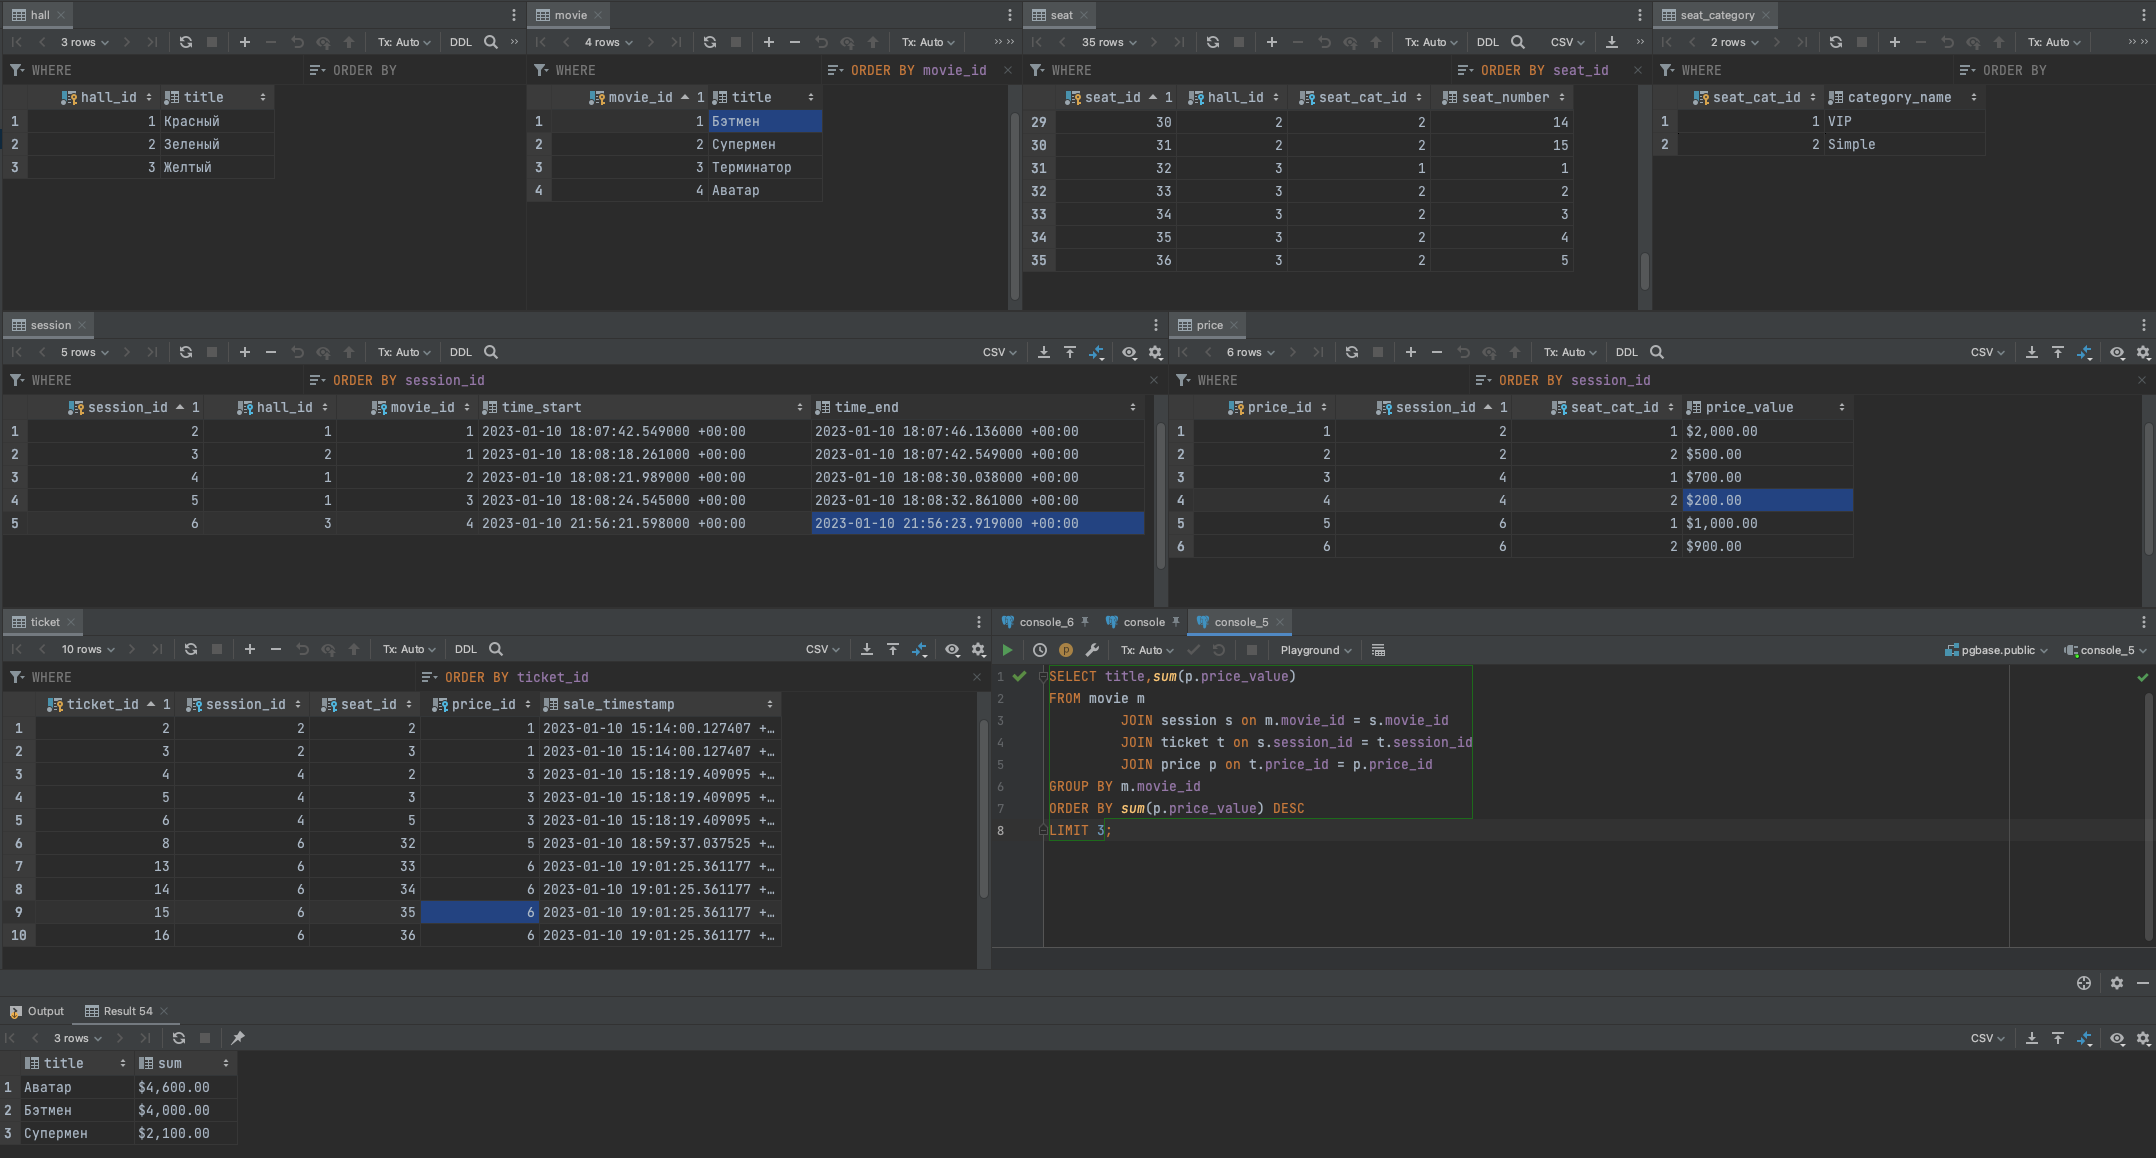 hall
3 rows Tx: Auto DDL
WHERE ORDER BY
hall_id title
1 1 Красный
2 2 Зеленый
3 3 Желтый
movie
4 rows Tx: Auto
WHERE ORDER BY movie_id
movie_id 1 title
1 1 Бэтмен
2 2 Супермен
3 3 Терминатор
4 4 Аватар
seat
35 rows Tx: Auto DDL CSV
WHERE ORDER BY seat_id
seat_id 1 hall_id seat_cat_id seat_number
29 30 2 2 14
30 31 2 2 15
31 32 3 1 1
32 33 3 2 2
33 34 3 2 3
34 35 3 2 4
35 36 3 2 5
seat_category
2 rows Tx: Auto
WHERE ORDER BY
seat_cat_id category_name
1 1 VIP
2 2 Simple
session
5 rows Tx: Auto DDL CSV
WHERE ORDER BY session_id
session_id 1 hall_id movie_id time_start time_end
1 2 1 1 2023-01-10 18:07:42.549000 +00:00 2023-01-10 18:07:46.136000 +00:00
2 3 2 1 2023-01-10 18:08:18.261000 +00:00 2023-01-10 18:07:42.549000 +00:00
3 4 1 2 2023-01-10 18:08:21.989000 +00:00 2023-01-10 18:08:30.038000 +00:00
4 5 1 3 2023-01-10 18:08:24.545000 +00:00 2023-01-10 18:08:32.861000 +00:00
5 6 3 4 2023-01-10 21:56:21.598000 +00:00 2023-01-10 21:56:23.919000 +00:00
price
6 rows Tx: Auto DDL CSV
WHERE ORDER BY session_id
price_id session_id 1 seat_cat_id price_value
1 1 2 1 $2,000.00
2 2 2 2 $500.00
3 3 4 1 $700.00
4 4 4 2 $200.00
5 5 6 1 $1,000.00
6 6 6 2 $900.00
ticket
10 rows Tx: Auto DDL CSV
WHERE ORDER BY ticket_id
ticket_id 1 session_id seat_id price_id sale_timestamp
1 2 2 2 1 2023-01-10 15:14:00.127407 +…
2 3 2 3 1 2023-01-10 15:14:00.127407 +…
3 4 4 2 3 2023-01-10 15:18:19.409095 +…
4 5 4 3 3 2023-01-10 15:18:19.409095 +…
5 6 4 5 3 2023-01-10 15:18:19.409095 +…
6 8 6 32 5 2023-01-10 18:59:37.037525 +…
7 13 6 33 6 2023-01-10 19:01:25.361177 +…
8 14 6 34 6 2023-01-10 19:01:25.361177 +…
9 15 6 35 6 2023-01-10 19:01:25.361177 +…
10 16 6 36 6 2023-01-10 19:01:25.361177 +…
console_6 console console_5
Tx: Auto Playground pgbase.public console_5
1 SELECT title,sum(p.price_value)
2 FROM movie m
3 JOIN session s on m.movie_id = s.movie_id
4 JOIN ticket t on s.session_id = t.session_id
5 JOIN price p on t.price_id = p.price_id
6 GROUP BY m.movie_id
7 ORDER BY sum(p.price_value) DESC
8 LIMIT 3;
Output Result 54
3 rows CSV
title sum
1 Аватар $4,600.00
2 Бэтмен $4,000.00
3 Супермен $2,100.00